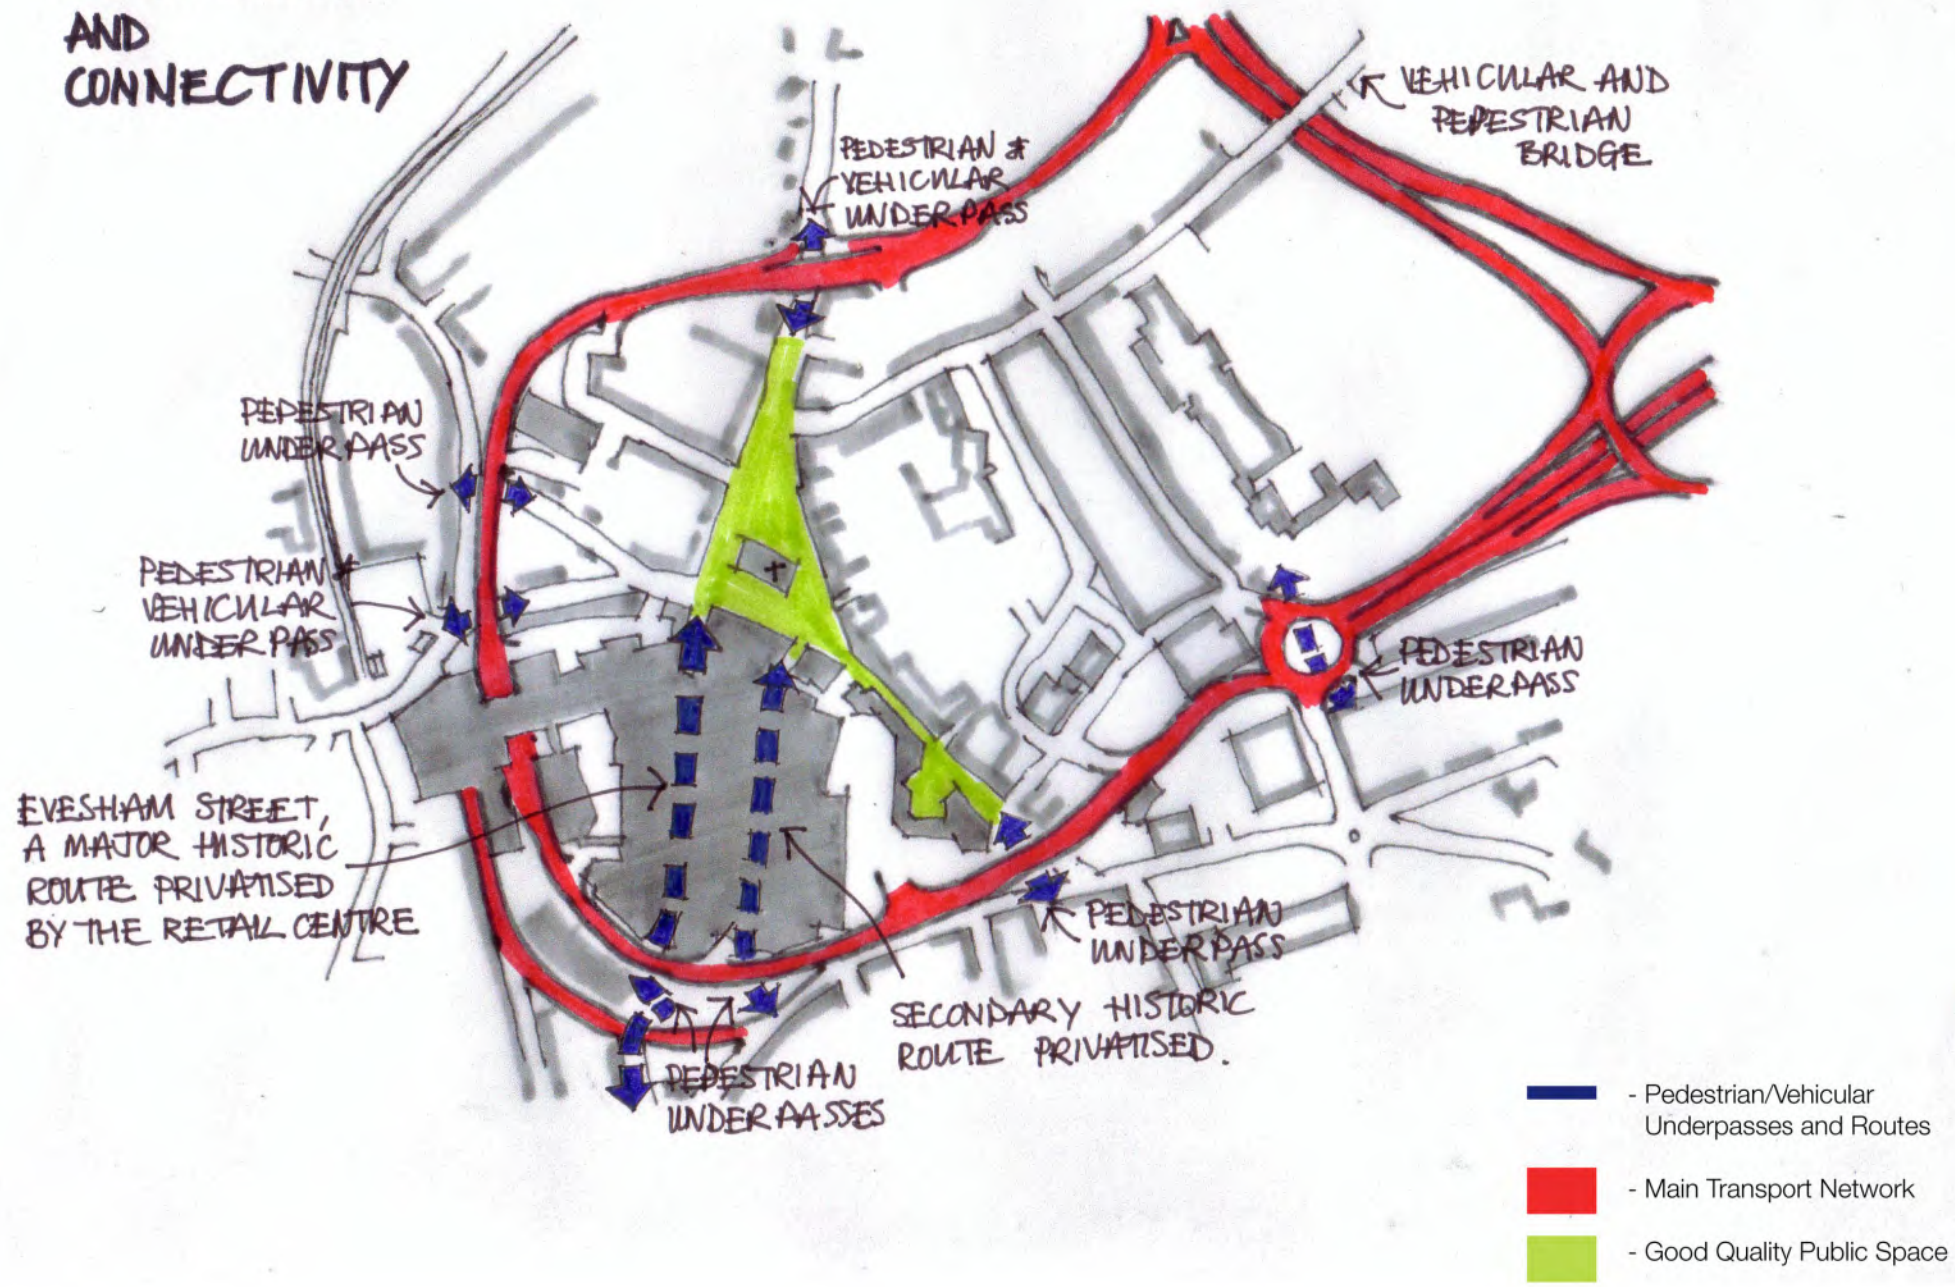 AND
CONNECTIVITY
VEHICULAR AND
PEDESTRIAN
BRIDGE
PEDESTRIAN &
VEHICULAR
UNDERPASS
PEDESTRIAN
UNDERPASS
PEDESTRIAN &
VEHICULAR
UNDERPASS
PEDESTRIAN
UNDERPASS
EVESHAM STREET,
A MAJOR HISTORIC
ROUTE PRIVATISED
BY THE RETAIL CENTRE
PEDESTRIAN
UNDERPASS
SECONDARY HISTORIC
ROUTE PRIVATISED.
PEDESTRIAN
UNDERPASSES
- Pedestrian/Vehicular
Underpasses and Routes
- Main Transport Network
- Good Quality Public Space